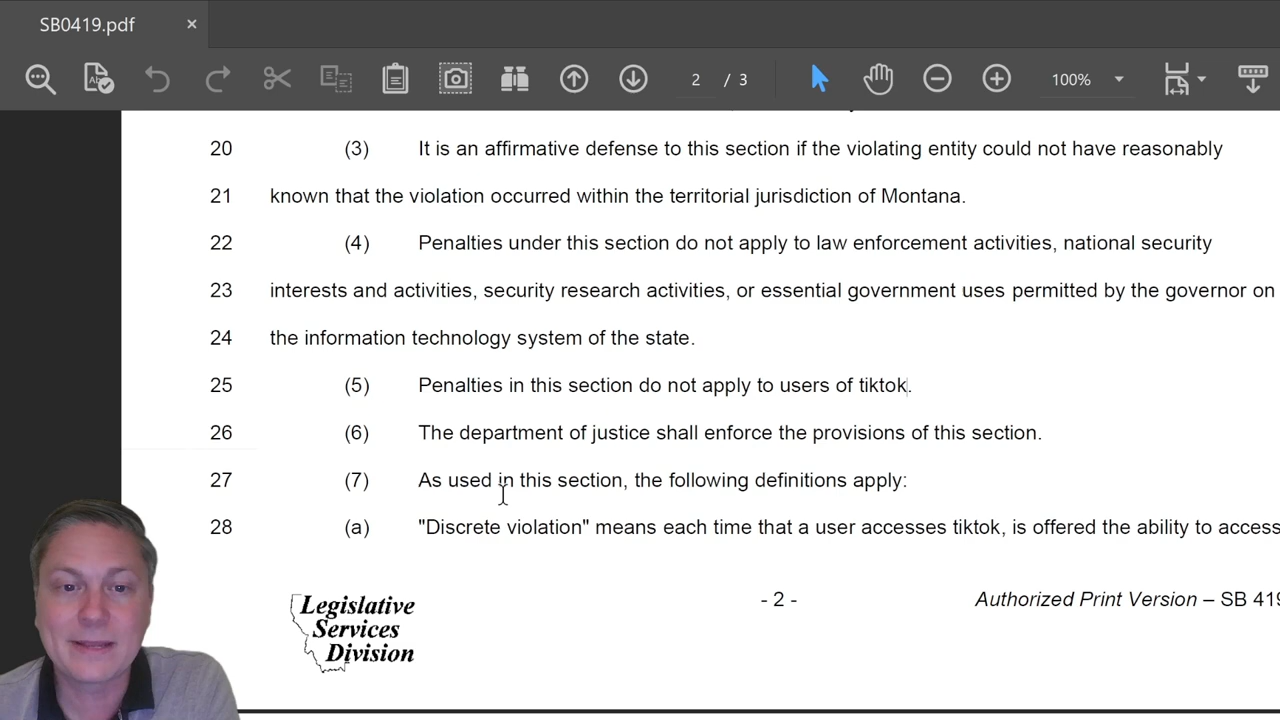 SB0419.pdf ×
2 / 3 100%
20 (3) It is an affirmative defense to this section if the violating entity could not have reasonably
21 known that the violation occurred within the territorial jurisdiction of Montana.
22 (4) Penalties under this section do not apply to law enforcement activities, national security
23 interests and activities, security research activities, or essential government uses permitted by the governor on
24 the information technology system of the state.
25 (5) Penalties in this section do not apply to users of tiktok.
26 (6) The department of justice shall enforce the provisions of this section.
27 (7) As used in this section, the following definitions apply:
28 (a) "Discrete violation" means each time that a user accesses tiktok, is offered the ability to access
Legislative
Services
Division
- 2 -
Authorized Print Version – SB 419